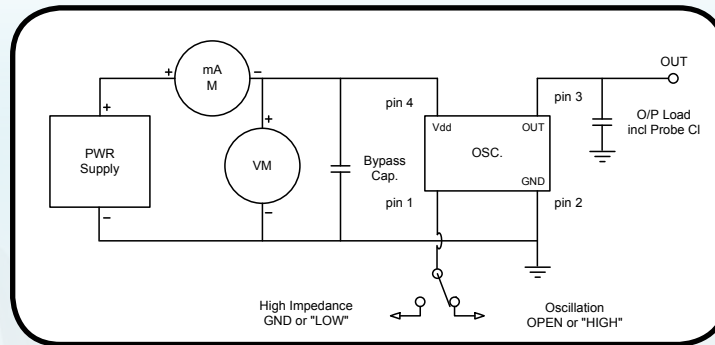 OUT
+
mA
M
–
+
+
pin 4
pin 3
O/P Load
incl Probe Cl
Vdd
OUT
OSC.
GND
PWR
Supply
VM
Bypass
Cap.
pin 1
pin 2
–
–
High Impedance
GND or "LOW"
Oscillation
OPEN or "HIGH"